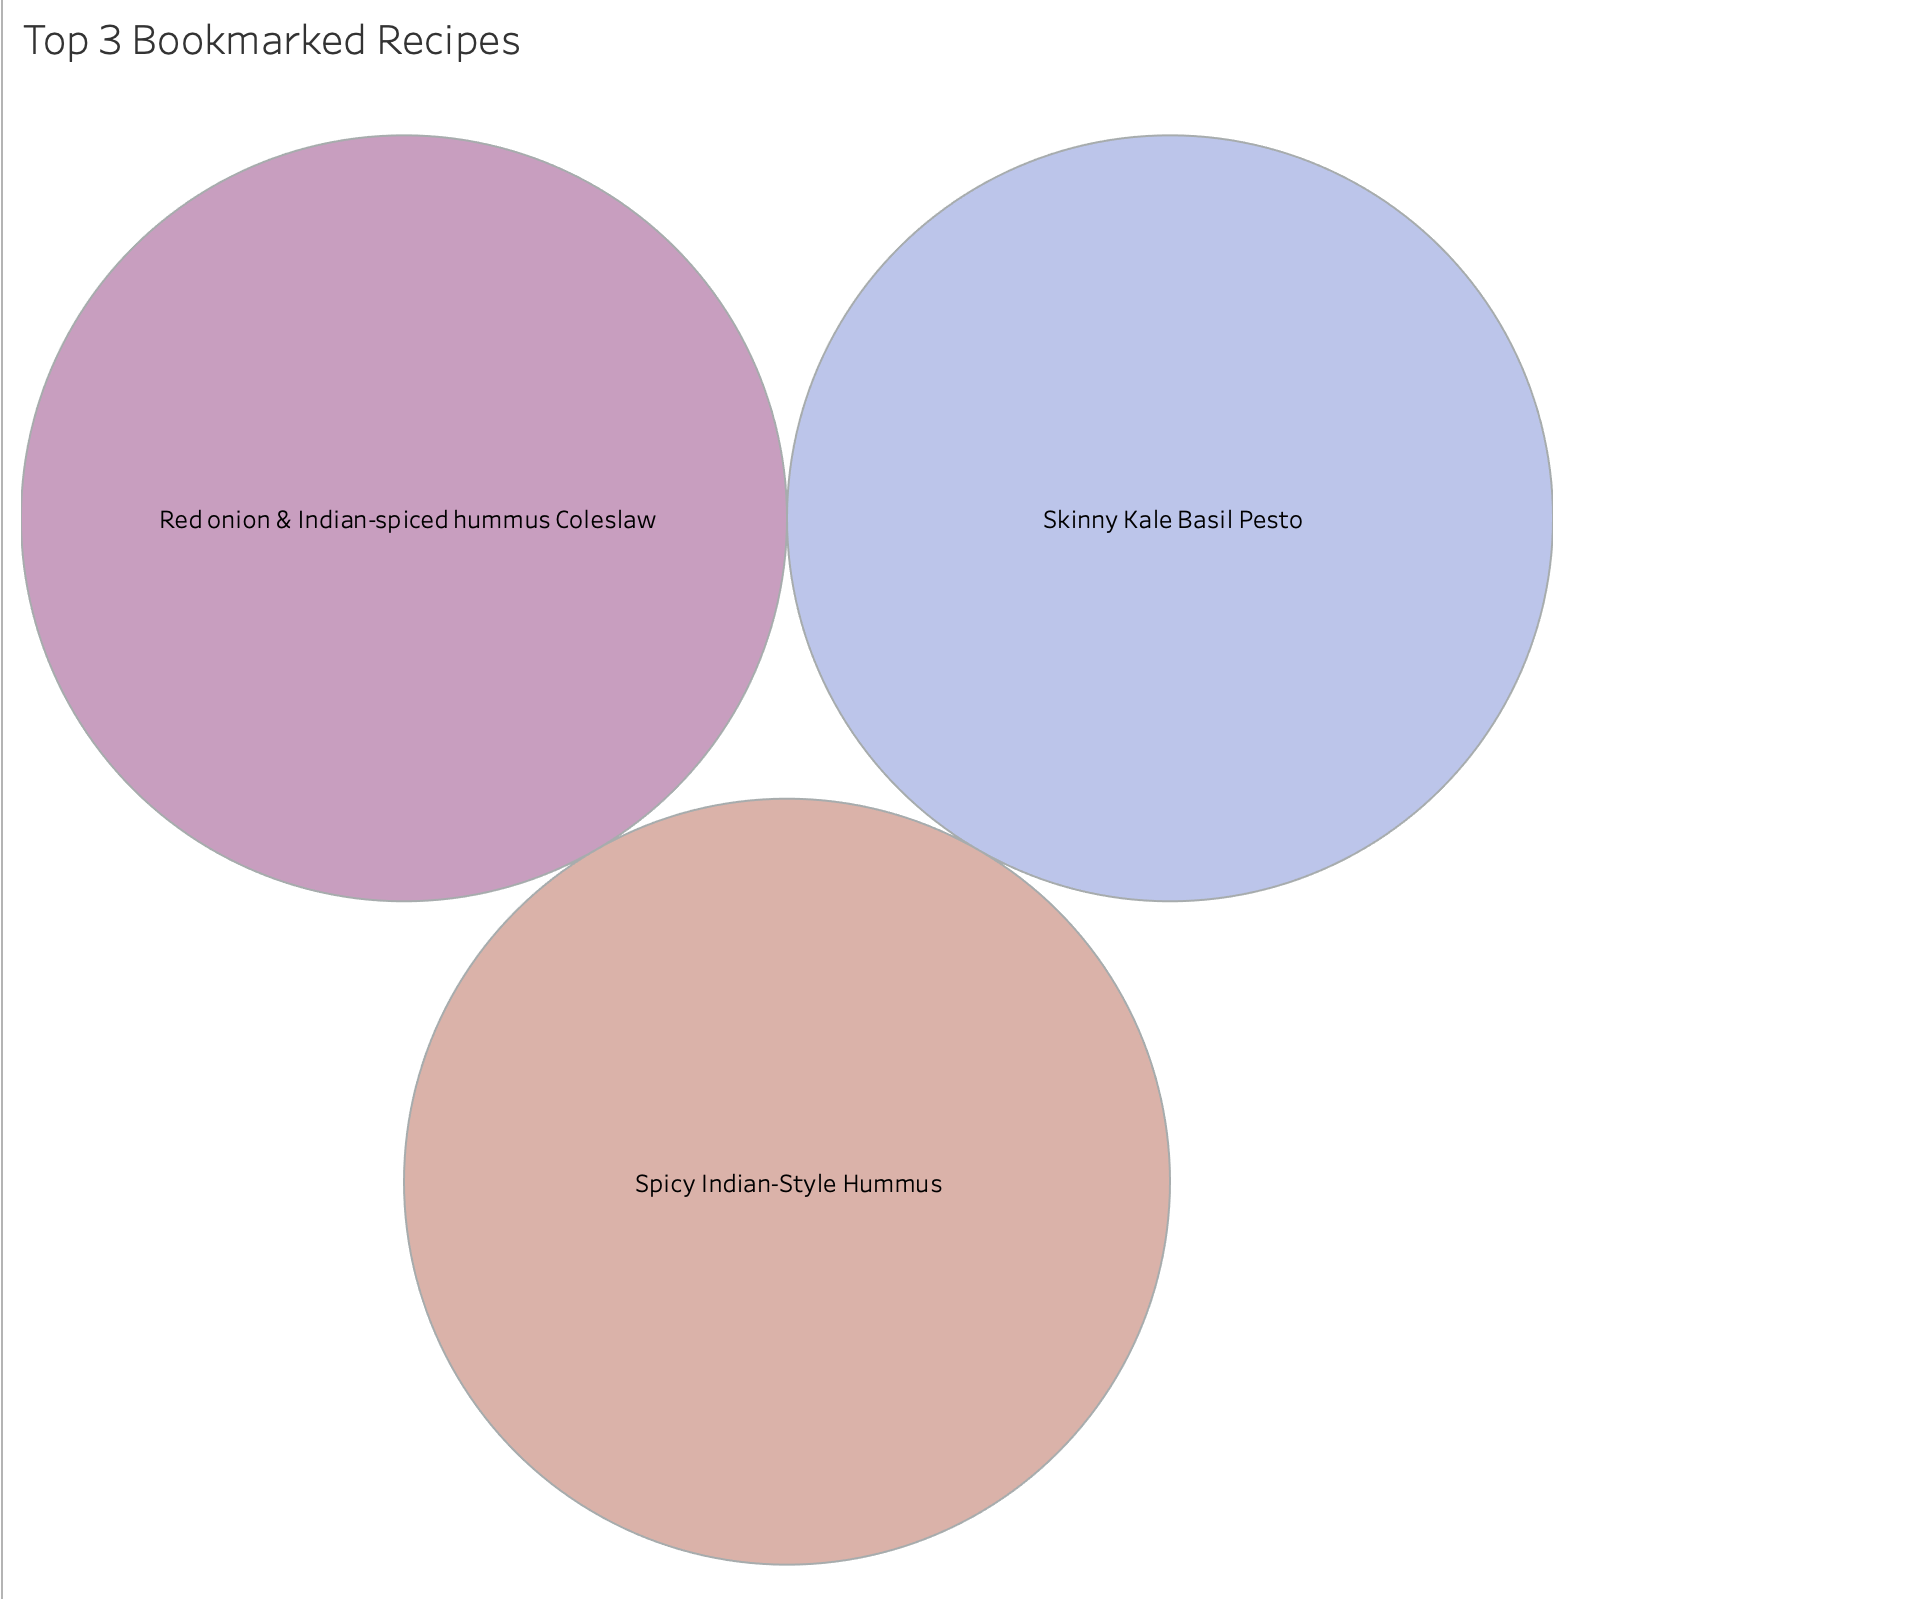 Top 3 Bookmarked Recipes
Red onion & Indian-spiced hummus Coleslaw
Skinny Kale Basil Pesto
Spicy Indian-Style Hummus